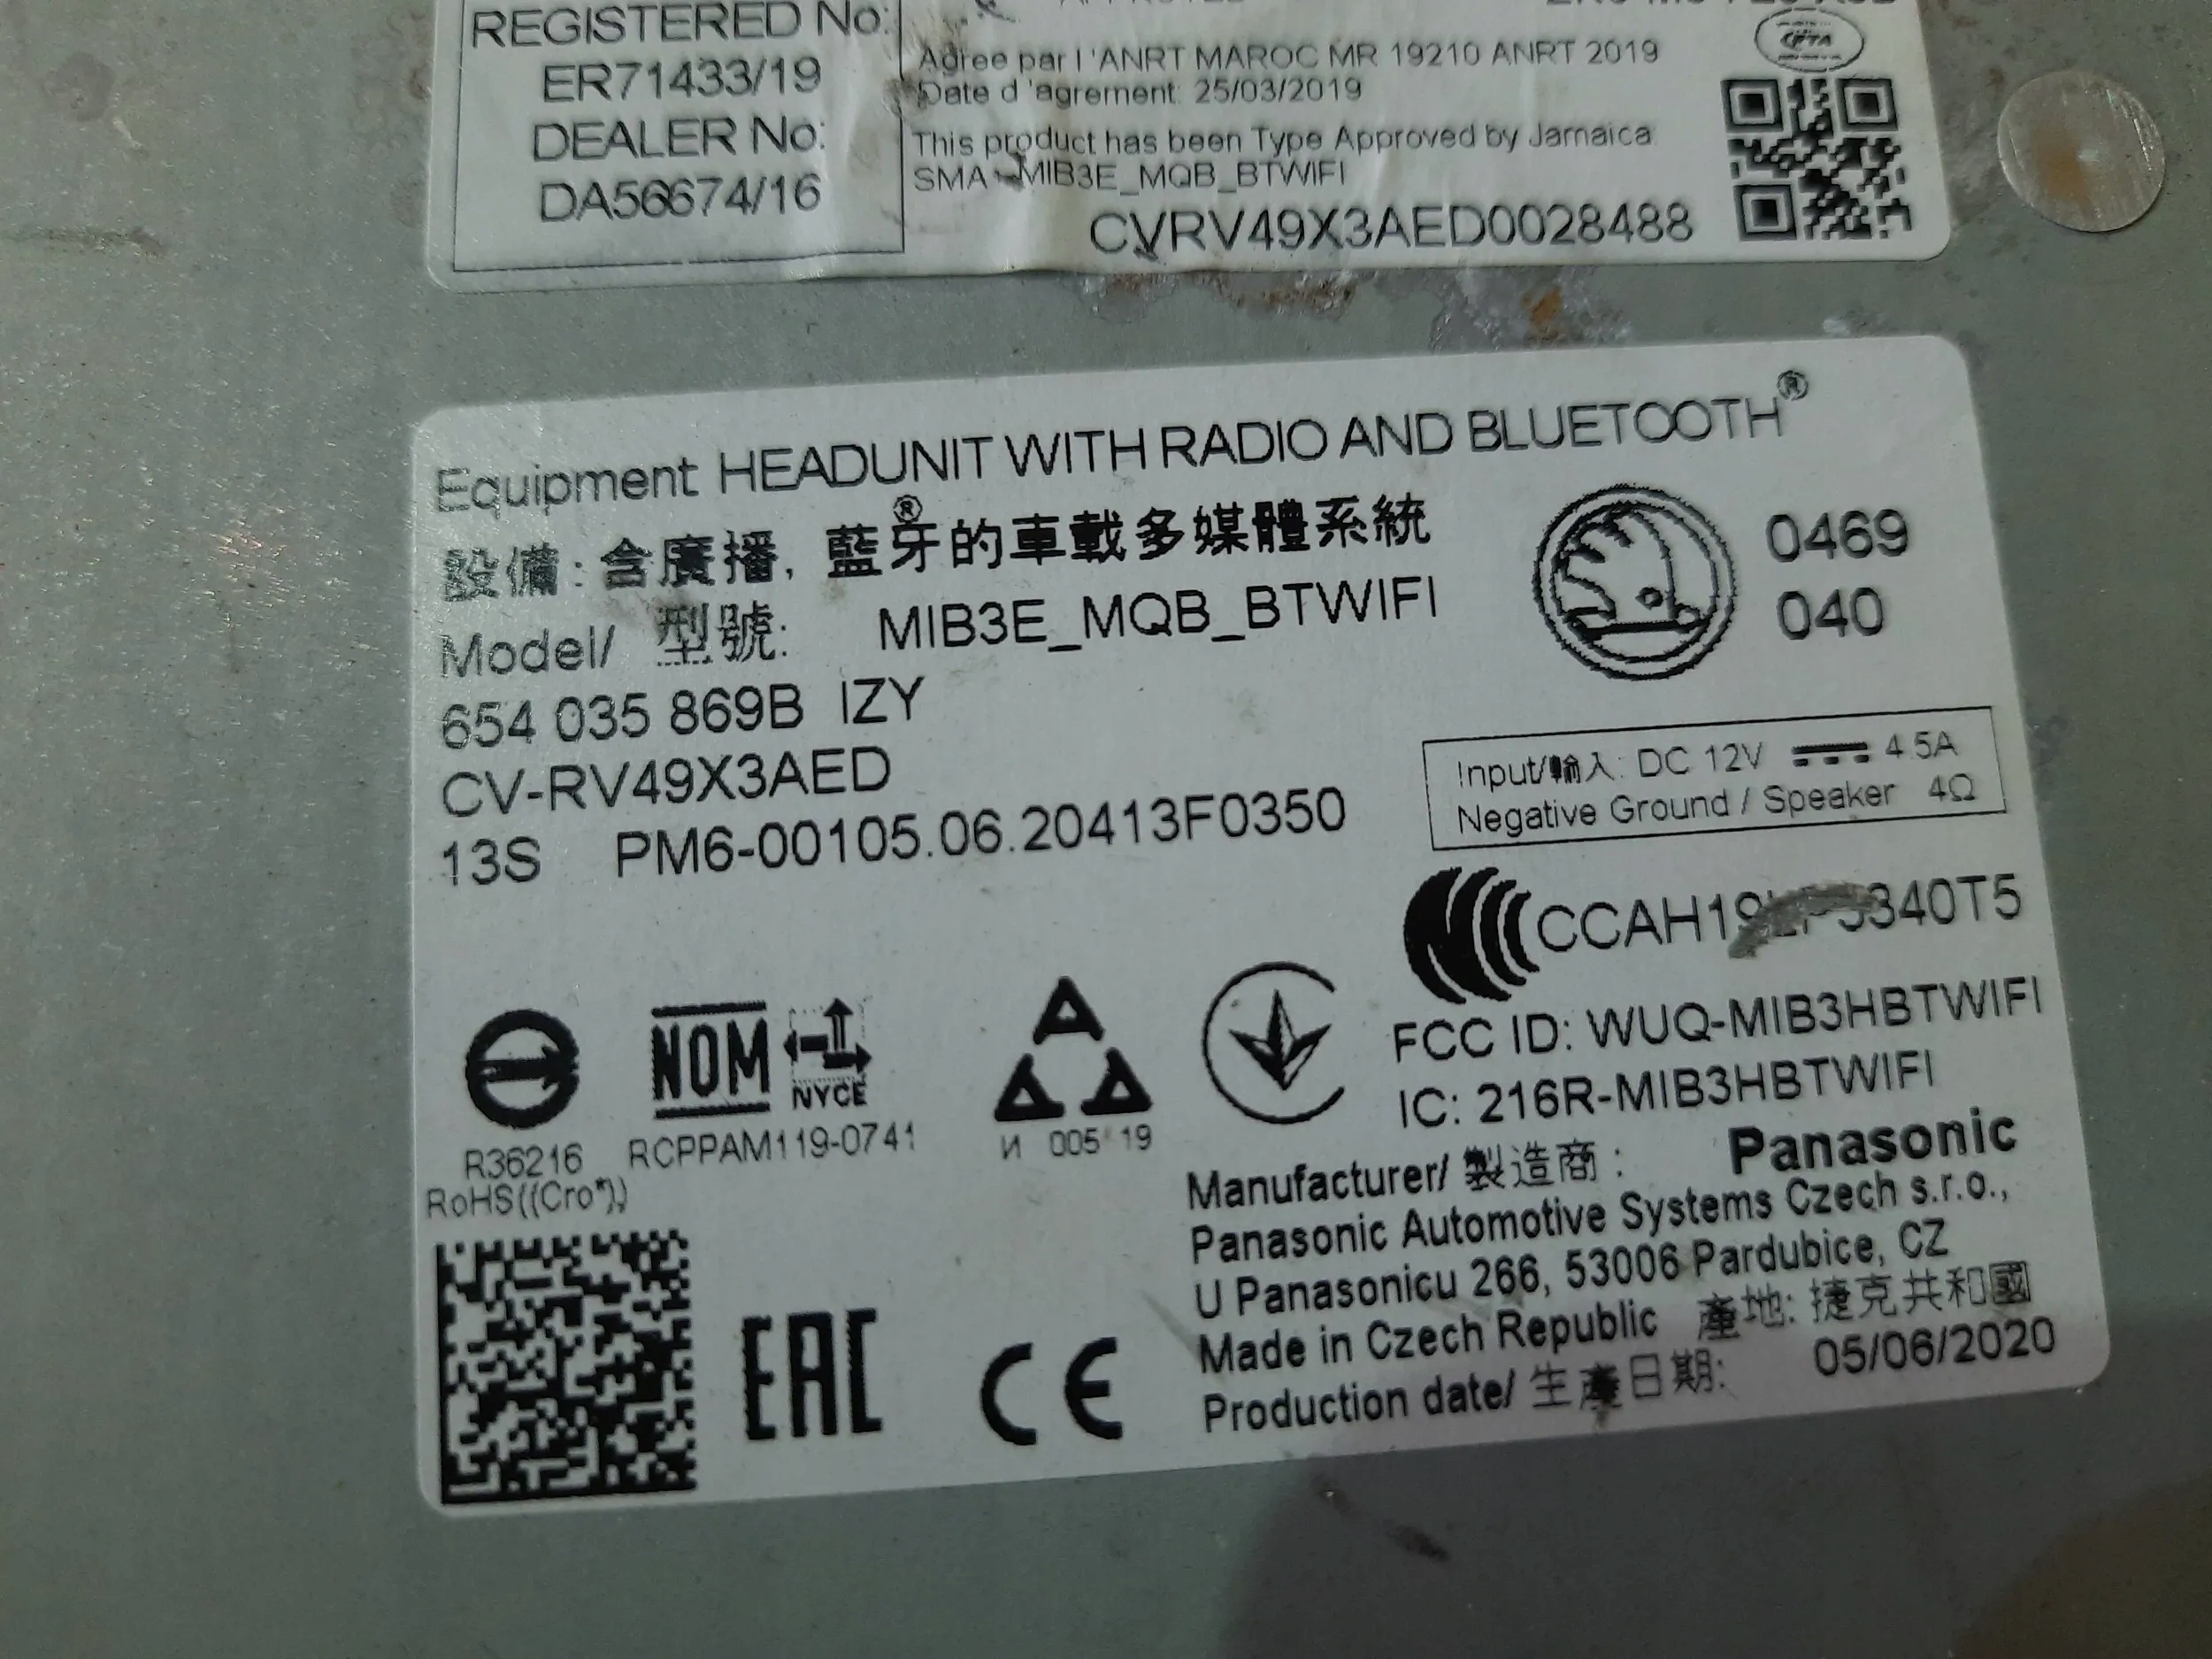 REGISTERED No:
ER71433/19
DEALER No:
DA56674/16
Agree par l'ANRT MAROC MR 19210 ANRT 2019
Date d'agrement: 25/03/2019
This product has been Type Approved by Jamaica
SMA - MIB3E_MQB_BTWIFI
CVRV49X3AED0028488
Equipment HEADUNIT WITH RADIO AND BLUETOOTH®
設備: 含廣播, 藍牙®的車載多媒體系統
Model/ 型號: MIB3E_MQB_BTWIFI
0469
040
654 035 869B IZY
CV-RV49X3AED
13S PM6-00105.06.20413F0350
Input/輸入: DC 12V 4.5A
Negative Ground / Speaker 4Ω
FCC ID: WUQ-MIB3HBTWIFI
IC: 216R-MIB3HBTWIFI
NOM
NYCE
R36216
RCPPAM119-0741
И 005 19
RoHS((Cro*))
EAC
CE
Manufacturer/ 製造商: Panasonic
Panasonic Automotive Systems Czech s.r.o.,
U Panasonicu 266, 53006 Pardubice, CZ
Made in Czech Republic 產地: 捷克共和國
Production date/ 生產日期: 05/06/2020